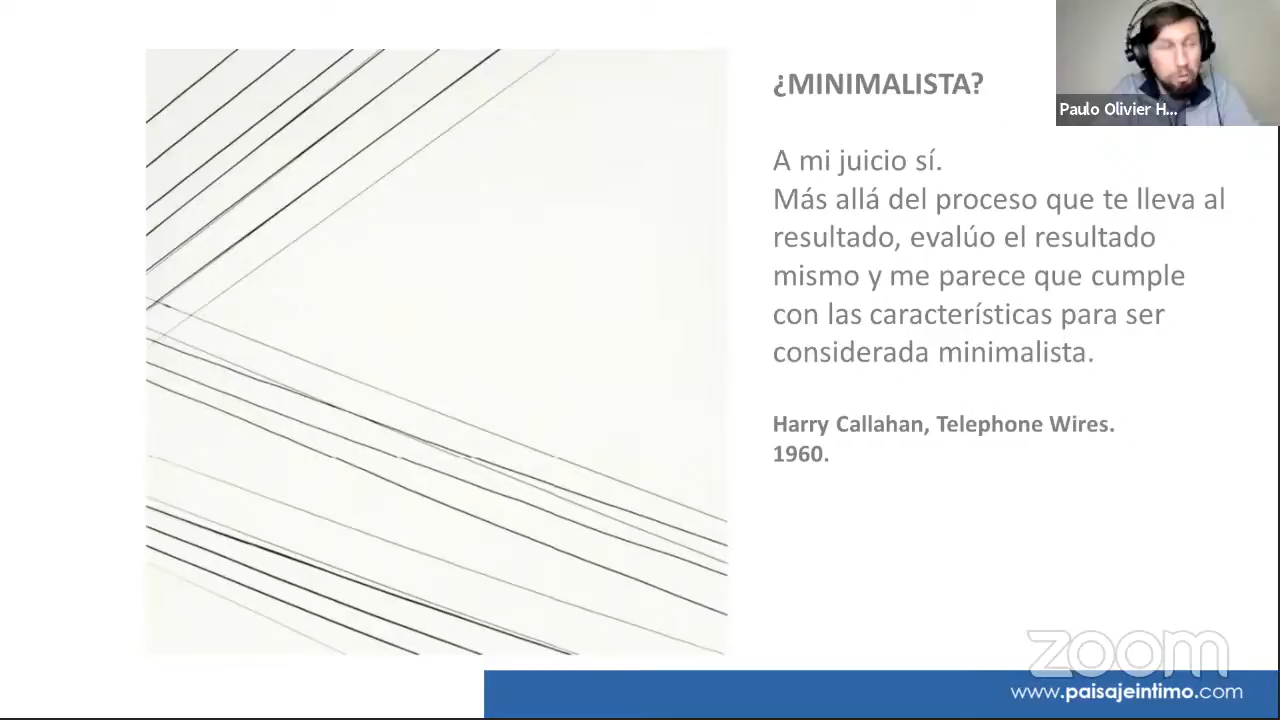 ¿MINIMALISTA?
Paulo Olivier H...
A mi juicio sí.
Más allá del proceso que te lleva al
resultado, evalúo el resultado
mismo y me parece que cumple
con las características para ser
considerada minimalista.
Harry Callahan, Telephone Wires.
1960.
zoom
www.paisajeintimo.com